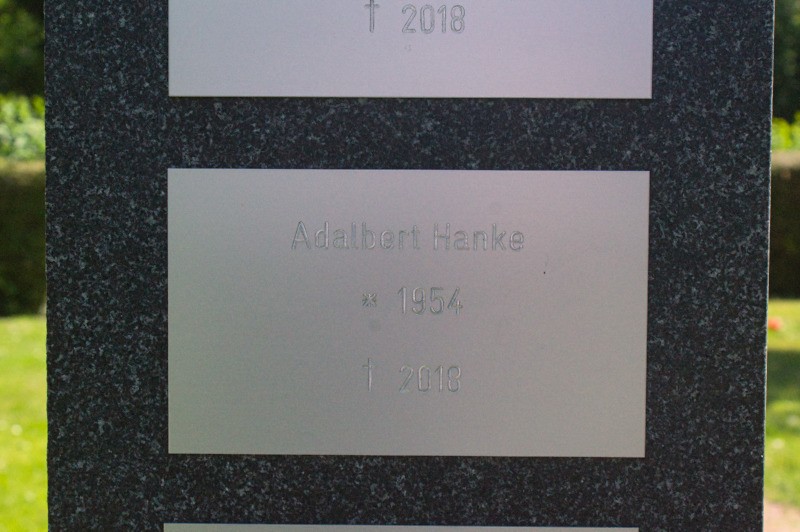 † 2018
Adalbert Hanke
* 1954
† 2018